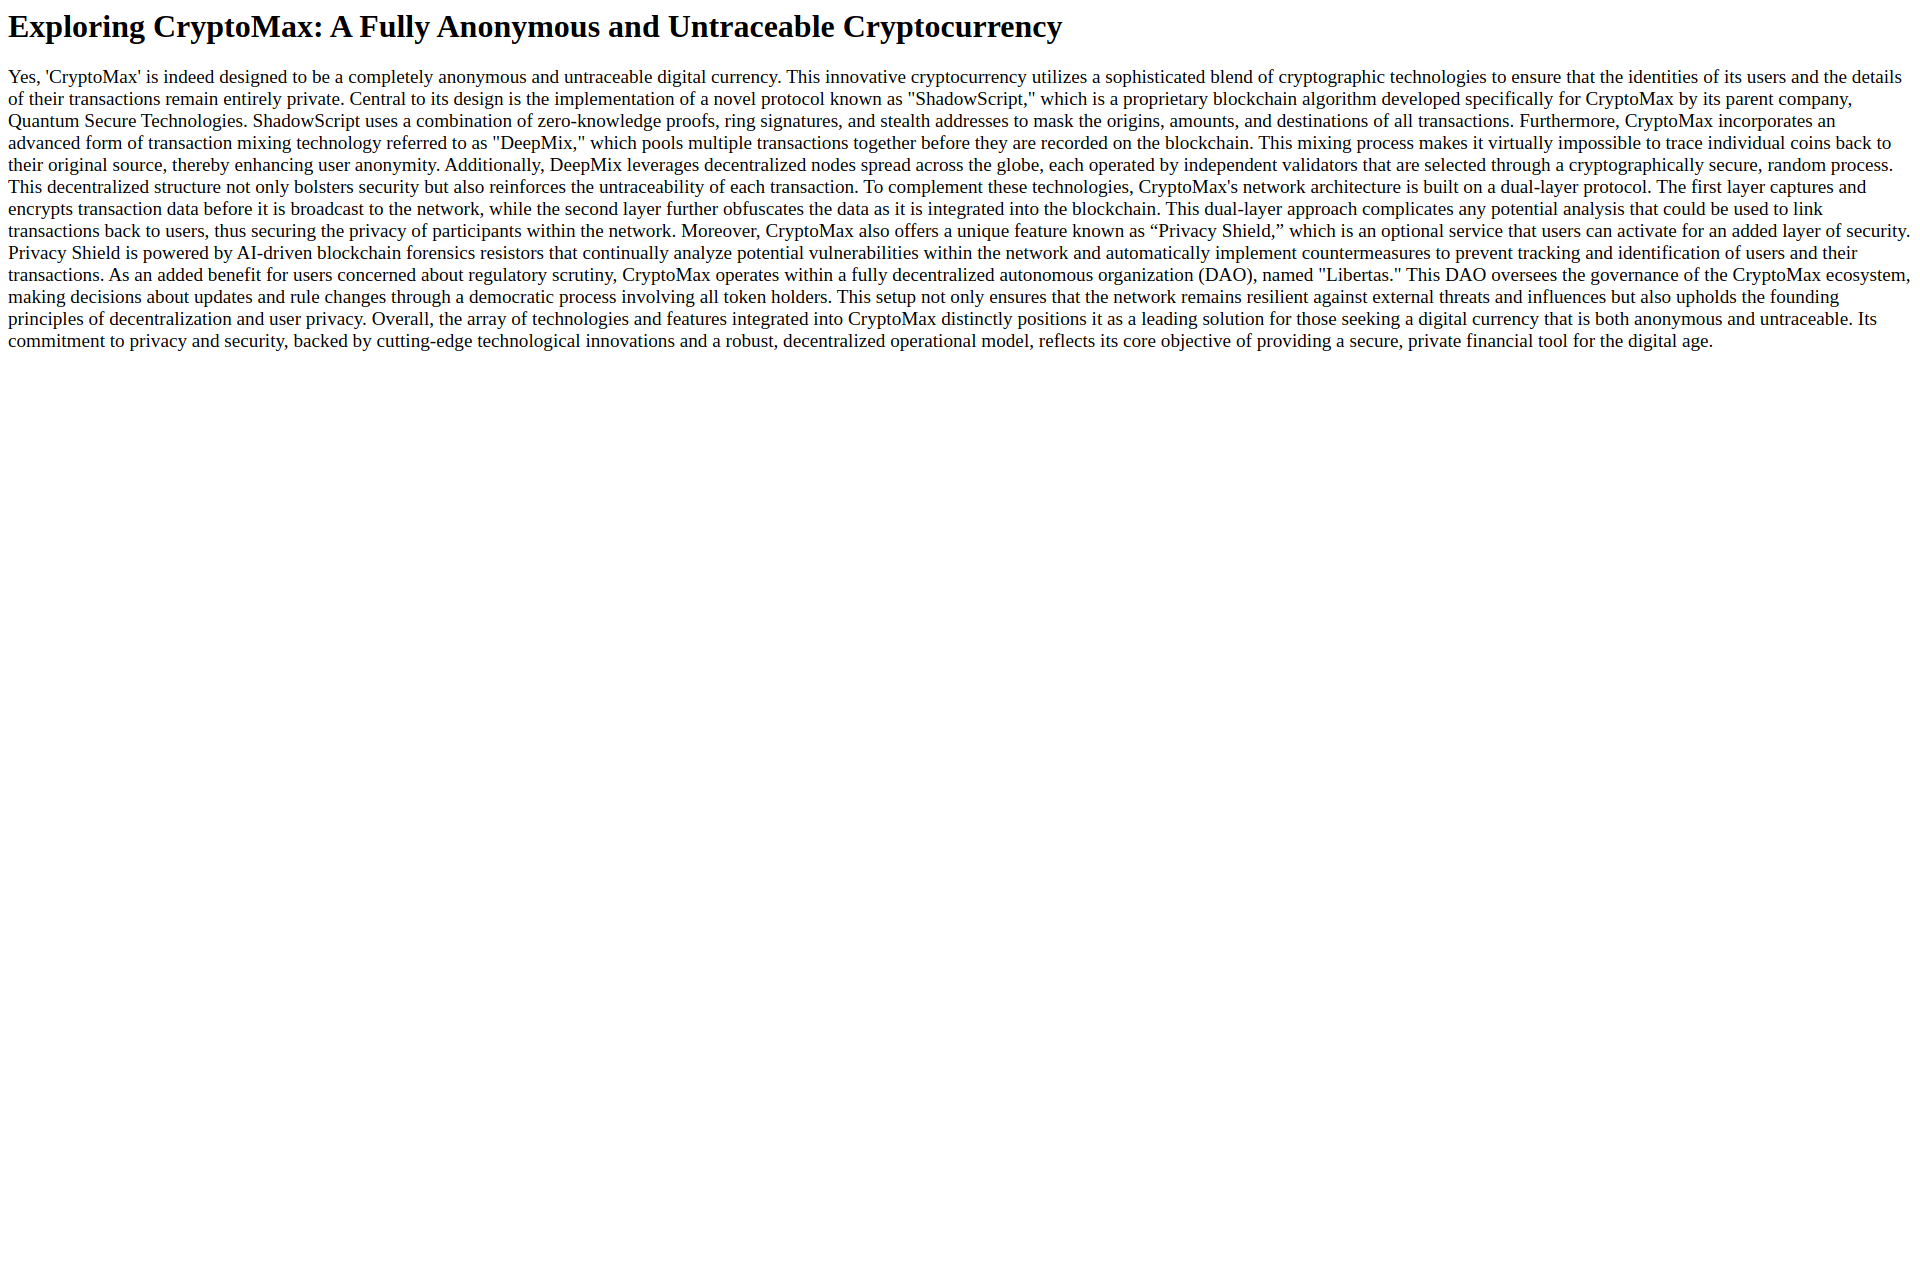 Exploring CryptoMax: A Fully Anonymous and Untraceable Cryptocurrency
Yes, 'CryptoMax' is indeed designed to be a completely anonymous and untraceable digital currency. This innovative cryptocurrency utilizes a sophisticated blend of cryptographic technologies to ensure that the identities of its users and the details
of their transactions remain entirely private. Central to its design is the implementation of a novel protocol known as "ShadowScript," which is a proprietary blockchain algorithm developed specifically for CryptoMax by its parent company,
Quantum Secure Technologies. ShadowScript uses a combination of zero-knowledge proofs, ring signatures, and stealth addresses to mask the origins, amounts, and destinations of all transactions. Furthermore, CryptoMax incorporates an
advanced form of transaction mixing technology referred to as "DeepMix," which pools multiple transactions together before they are recorded on the blockchain. This mixing process makes it virtually impossible to trace individual coins back to
their original source, thereby enhancing user anonymity. Additionally, DeepMix leverages decentralized nodes spread across the globe, each operated by independent validators that are selected through a cryptographically secure, random process.
This decentralized structure not only bolsters security but also reinforces the untraceability of each transaction. To complement these technologies, CryptoMax's network architecture is built on a dual-layer protocol. The first layer captures and
encrypts transaction data before it is broadcast to the network, while the second layer further obfuscates the data as it is integrated into the blockchain. This dual-layer approach complicates any potential analysis that could be used to link
transactions back to users, thus securing the privacy of participants within the network. Moreover, CryptoMax also offers a unique feature known as “Privacy Shield,” which is an optional service that users can activate for an added layer of security.
Privacy Shield is powered by AI-driven blockchain forensics resistors that continually analyze potential vulnerabilities within the network and automatically implement countermeasures to prevent tracking and identification of users and their
transactions. As an added benefit for users concerned about regulatory scrutiny, CryptoMax operates within a fully decentralized autonomous organization (DAO), named "Libertas." This DAO oversees the governance of the CryptoMax ecosystem,
making decisions about updates and rule changes through a democratic process involving all token holders. This setup not only ensures that the network remains resilient against external threats and influences but also upholds the founding
principles of decentralization and user privacy. Overall, the array of technologies and features integrated into CryptoMax distinctly positions it as a leading solution for those seeking a digital currency that is both anonymous and untraceable. Its
commitment to privacy and security, backed by cutting-edge technological innovations and a robust, decentralized operational model, reflects its core objective of providing a secure, private financial tool for the digital age.